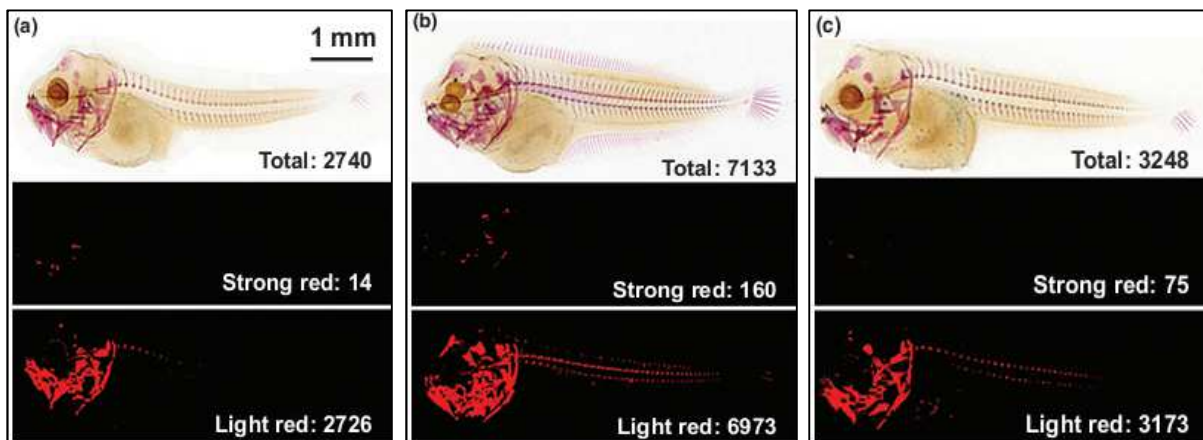 (a)
1 mm
Total: 2740
Strong red: 14
Light red: 2726
(b)
Total: 7133
Strong red: 160
Light red: 6973
(c)
Total: 3248
Strong red: 75
Light red: 3173